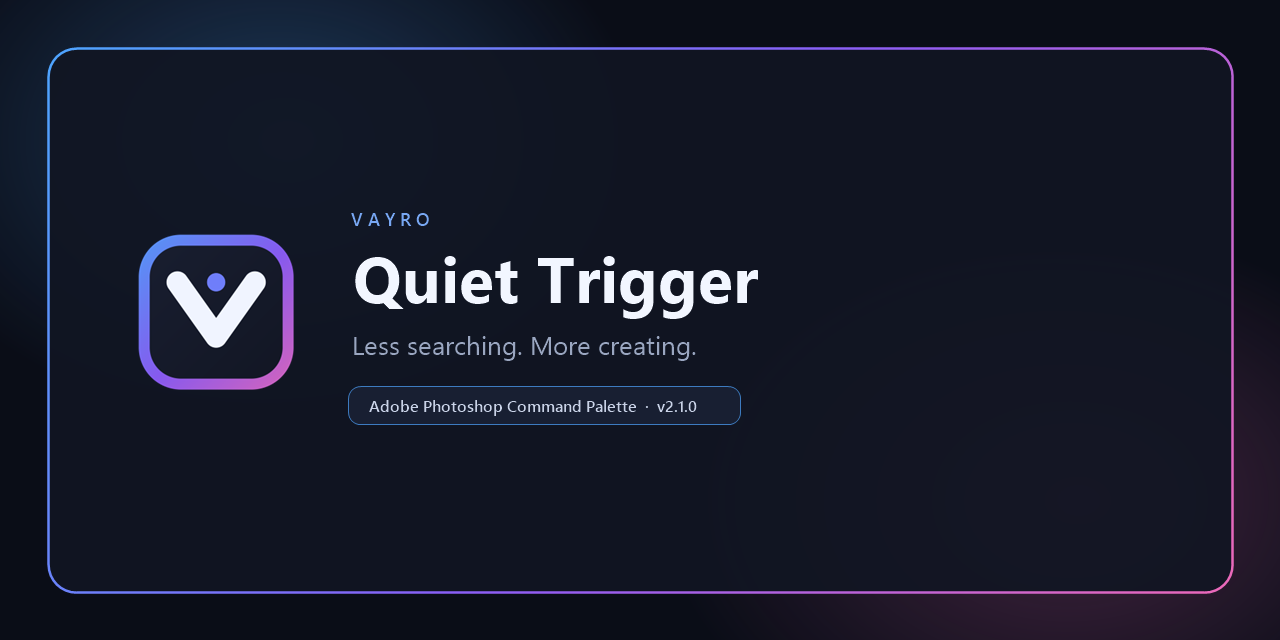 VAYRO
Quiet Trigger
Less searching. More creating.
Adobe Photoshop Command Palette · v2.1.0